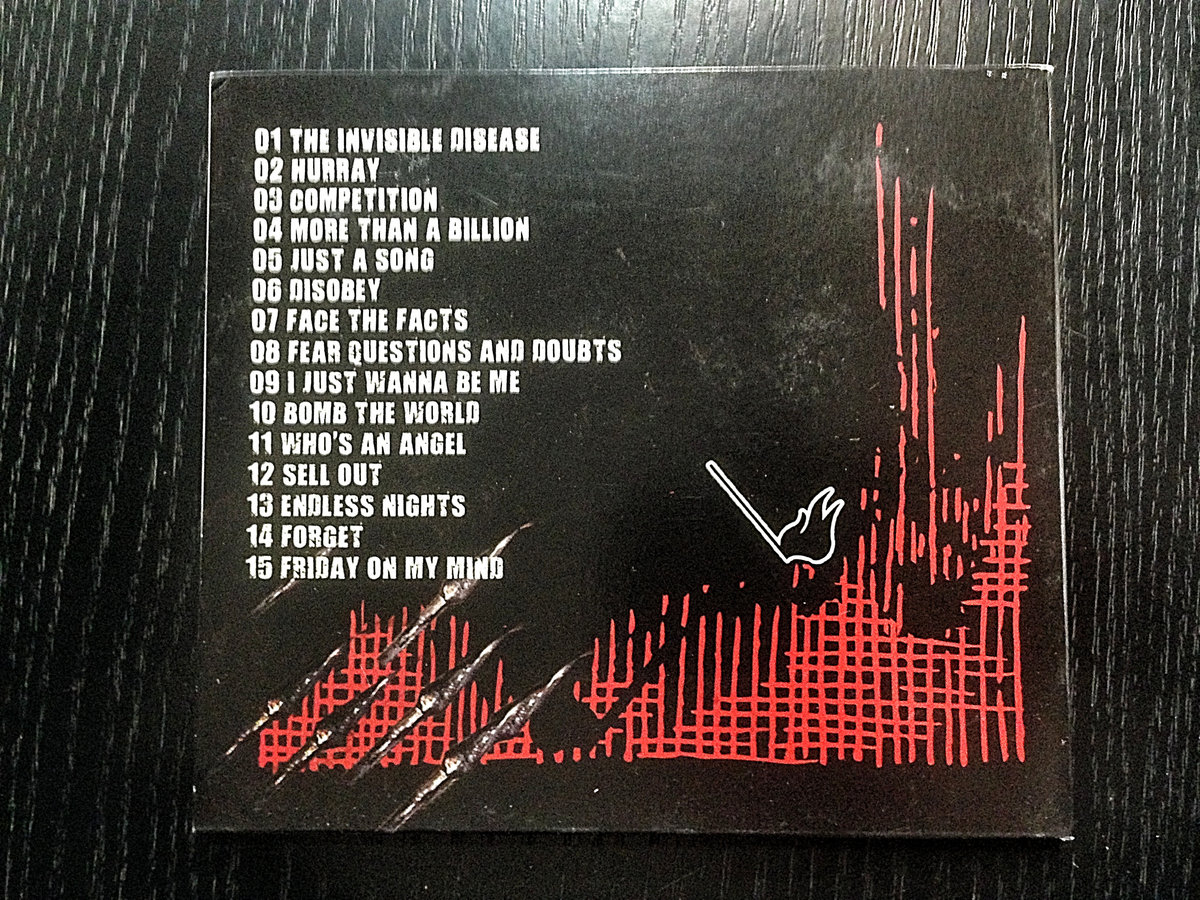 01 THE INVISIBLE DISEASE
02 HURRAY
03 COMPETITION
04 MORE THAN A BILLION
05 JUST A SONG
06 DISOBEY
07 FACE THE FACTS
08 FEAR QUESTIONS AND DOUBTS
09 I JUST WANNA BE ME
10 BOMB THE WORLD
11 WHO'S AN ANGEL
12 SELL OUT
13 ENDLESS NIGHTS
14 FORGET
15 FRIDAY ON MY MIND